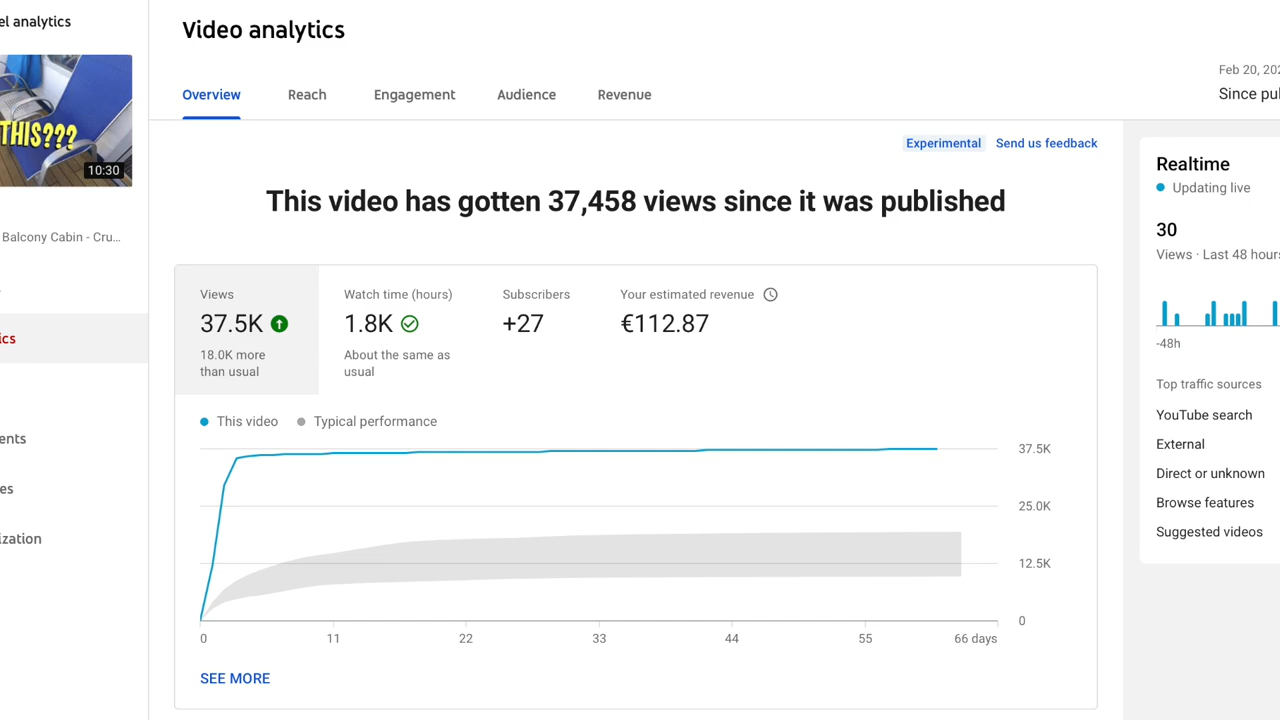 el analytics
THIS???
10:30
Balcony Cabin - Cru...
ics
ents
es
ization
Video analytics
Overview
Reach
Engagement
Audience
Revenue
Feb 20, 202
Since pul
Experimental
Send us feedback
This video has gotten 37,458 views since it was published
Views
37.5K
18.0K more
than usual
Watch time (hours)
1.8K
About the same as
usual
Subscribers
+27
Your estimated revenue
€112.87
This video
Typical performance
37.5K
25.0K
12.5K
0
0
11
22
33
44
55
66 days
SEE MORE
Realtime
Updating live
30
Views · Last 48 hours
-48h
Top traffic sources
YouTube search
External
Direct or unknown
Browse features
Suggested videos